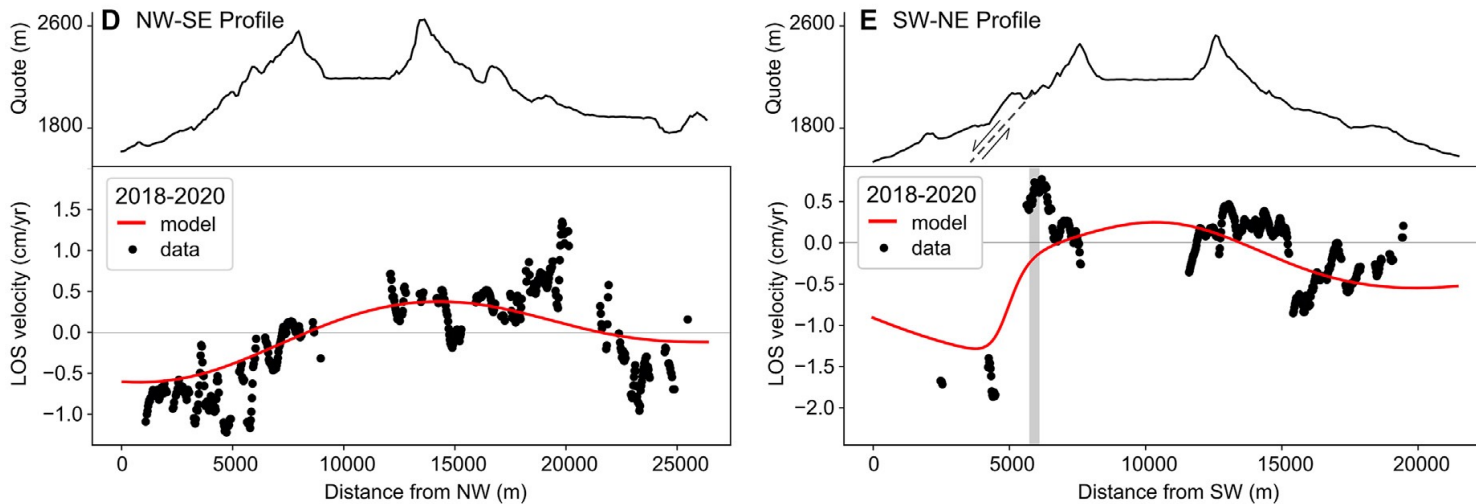 D NW-SE Profile
Quote (m)
2600
1800
LOS velocity (cm/yr)
1.5
1.0
0.5
0.0
−0.5
−1.0
2018-2020
model
data
0 5000 10000 15000 20000 25000
Distance from NW (m)
E SW-NE Profile
Quote (m)
2600
1800
LOS velocity (cm/yr)
0.5
0.0
−0.5
−1.0
−1.5
−2.0
2018-2020
model
data
0 5000 10000 15000 20000
Distance from SW (m)